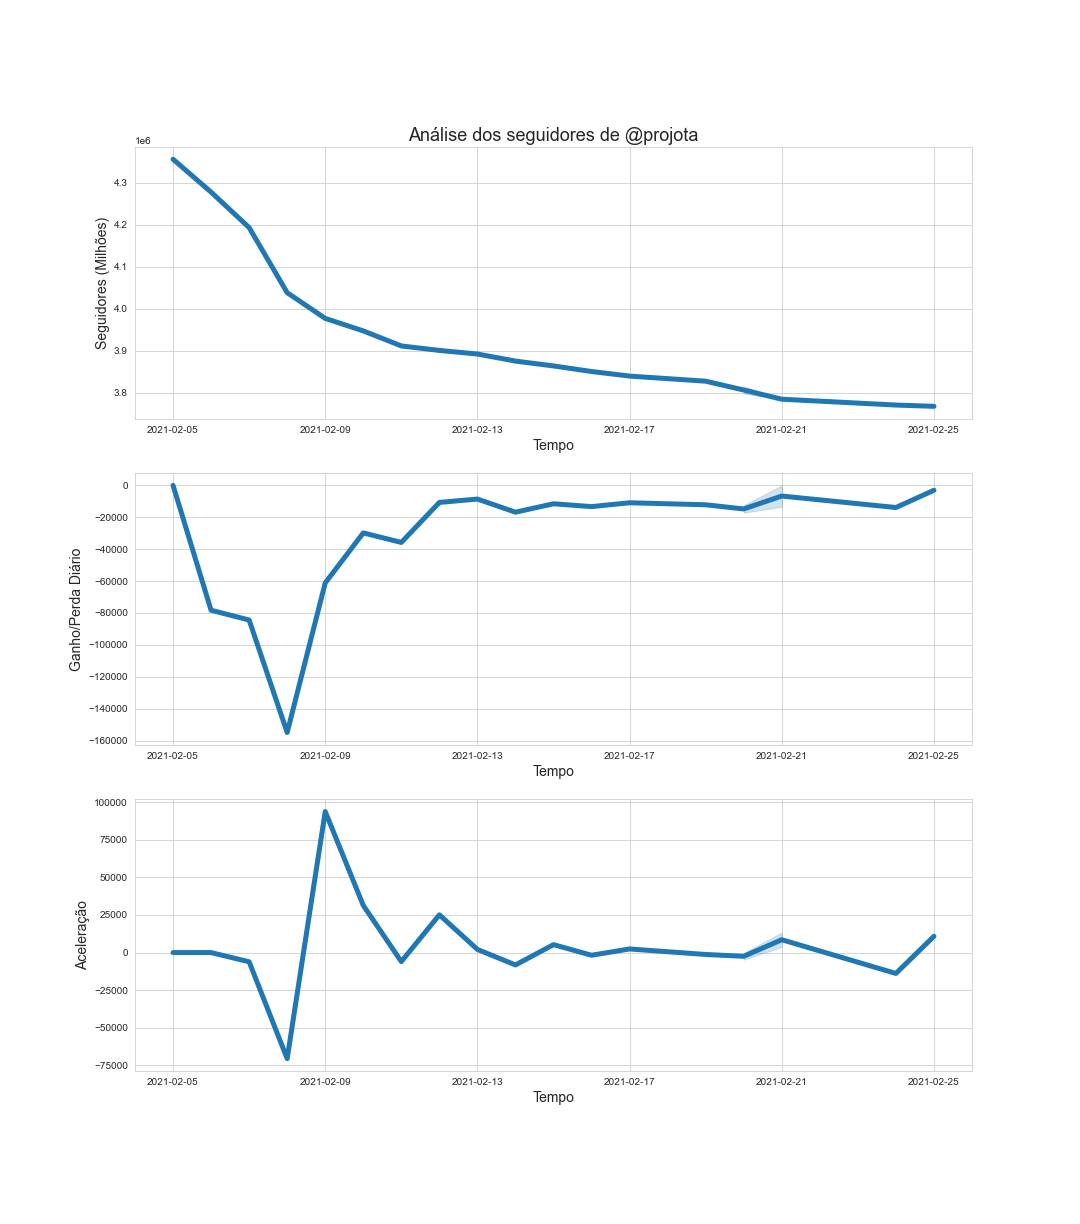 Análise dos seguidores de @projota
1e6
4.3
4.2
4.1
4.0
3.9
3.8
Seguidores (Milhões)
2021-02-05 2021-02-09 2021-02-13 2021-02-17 2021-02-21 2021-02-25
Tempo
0
−20000
−40000
−60000
−80000
−100000
−120000
−140000
−160000
Ganho/Perda Diário
2021-02-05 2021-02-09 2021-02-13 2021-02-17 2021-02-21 2021-02-25
Tempo
100000
75000
50000
25000
0
−25000
−50000
−75000
Aceleração
2021-02-05 2021-02-09 2021-02-13 2021-02-17 2021-02-21 2021-02-25
Tempo